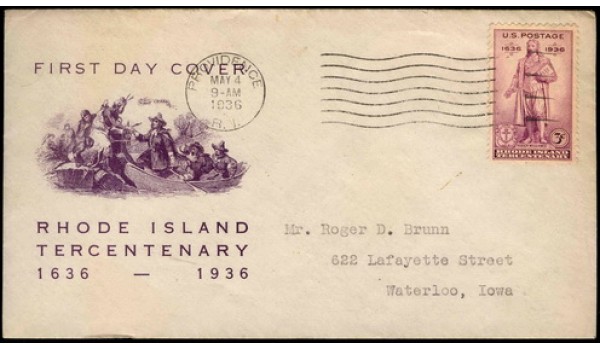 FIRST DAY COVER
RHODE ISLAND
TERCENTENARY
1636 — 1936
PROVIDENCE
MAY 4
9-AM
1936
R. I.
U.S. POSTAGE
1636 1936
3¢
RHODE ISLAND
TERCENTENARY
Mr. Roger D. Brunn
622 Lafayette Street
Waterloo, Iowa